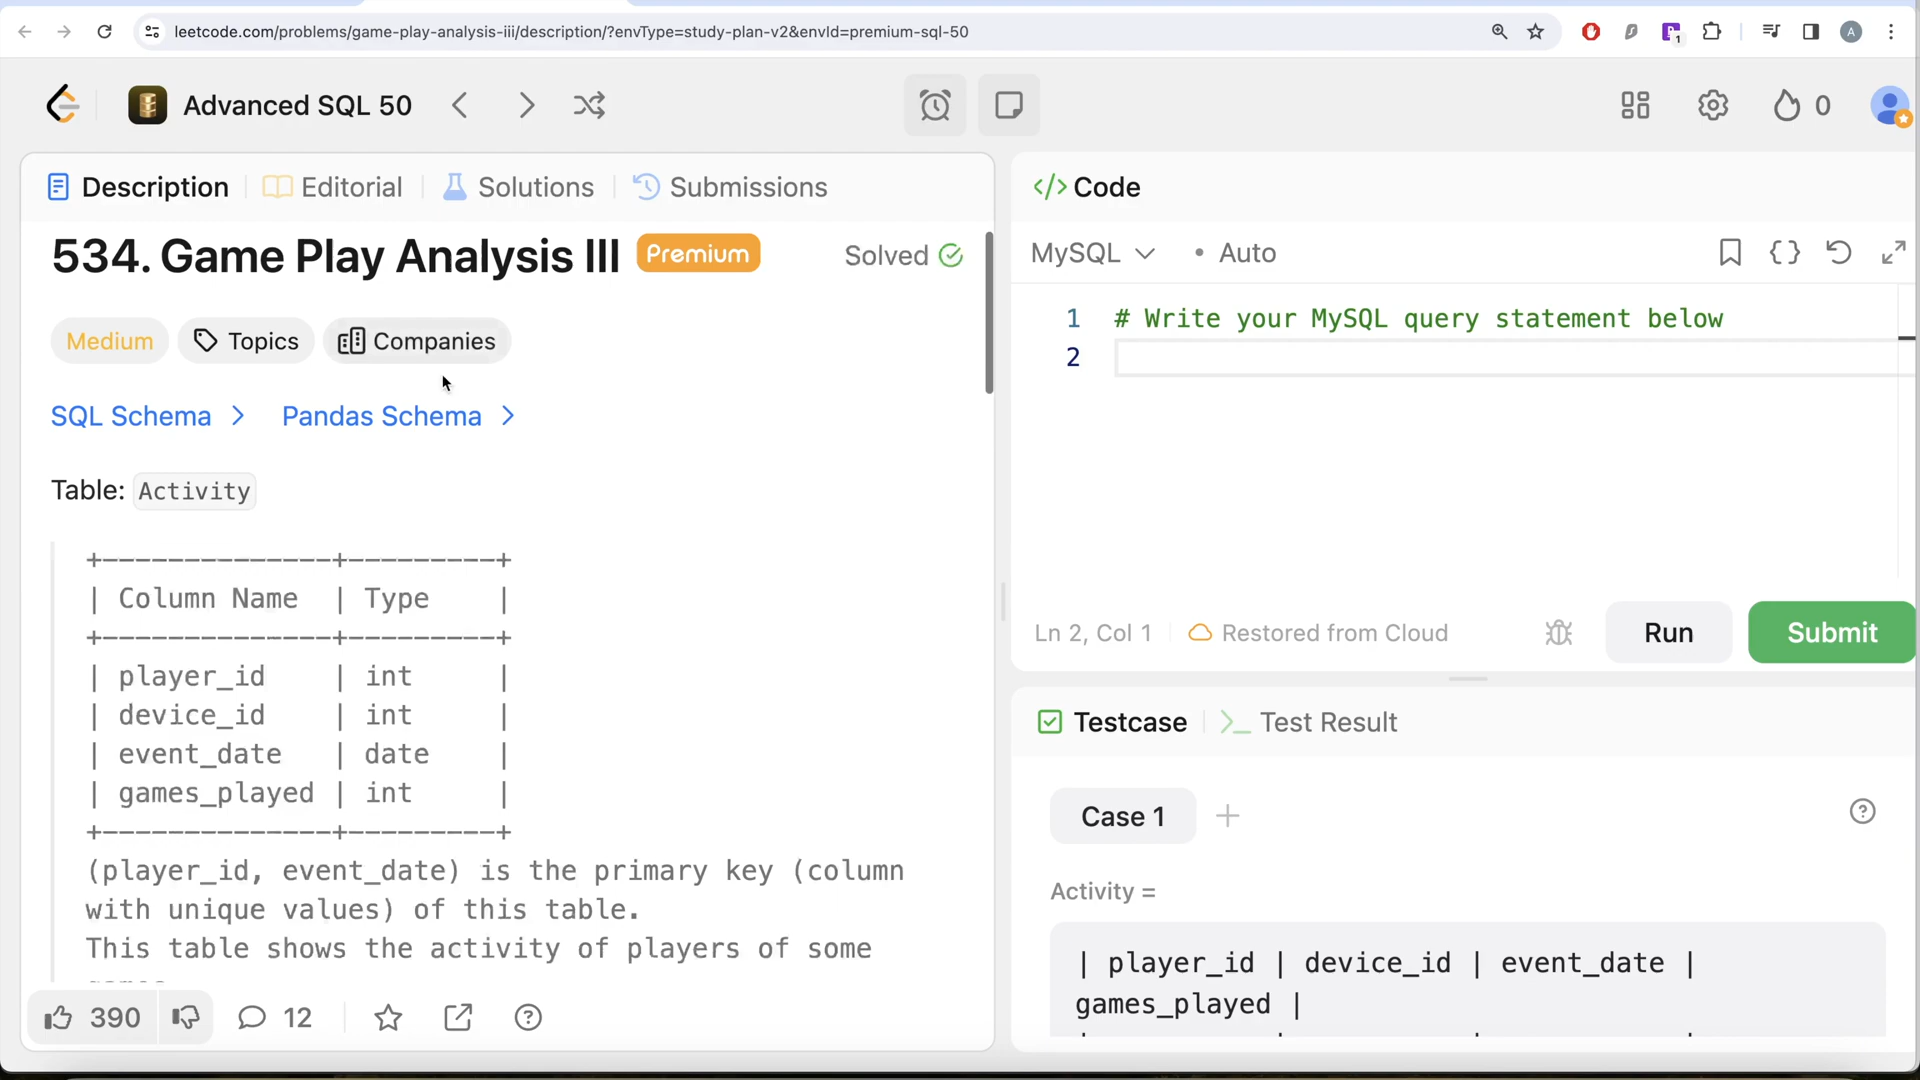 leetcode.com/problems/game-play-analysis-iii/description/?envType=study-plan-v2&envId=premium-sql-50
1
A
Advanced SQL 50
0
Description
Editorial
Solutions
Submissions
534. Game Play Analysis III
Premium
Solved
Medium
Topics
Companies
SQL Schema
Pandas Schema
Table: Activity
+--------------+---------+
| Column Name  | Type    |
+--------------+---------+
| player_id    | int     |
| device_id    | int     |
| event_date   | date    |
| games_played | int     |
+--------------+---------+
(player_id, event_date) is the primary key (column
with unique values) of this table.
This table shows the activity of players of some
390
12
</> Code
MySQL
• Auto
1 # Write your MySQL query statement below
2
Ln 2, Col 1
Restored from Cloud
Run
Submit
Testcase
>_ Test Result
Case 1
+
Activity =
| player_id | device_id | event_date |
games_played |